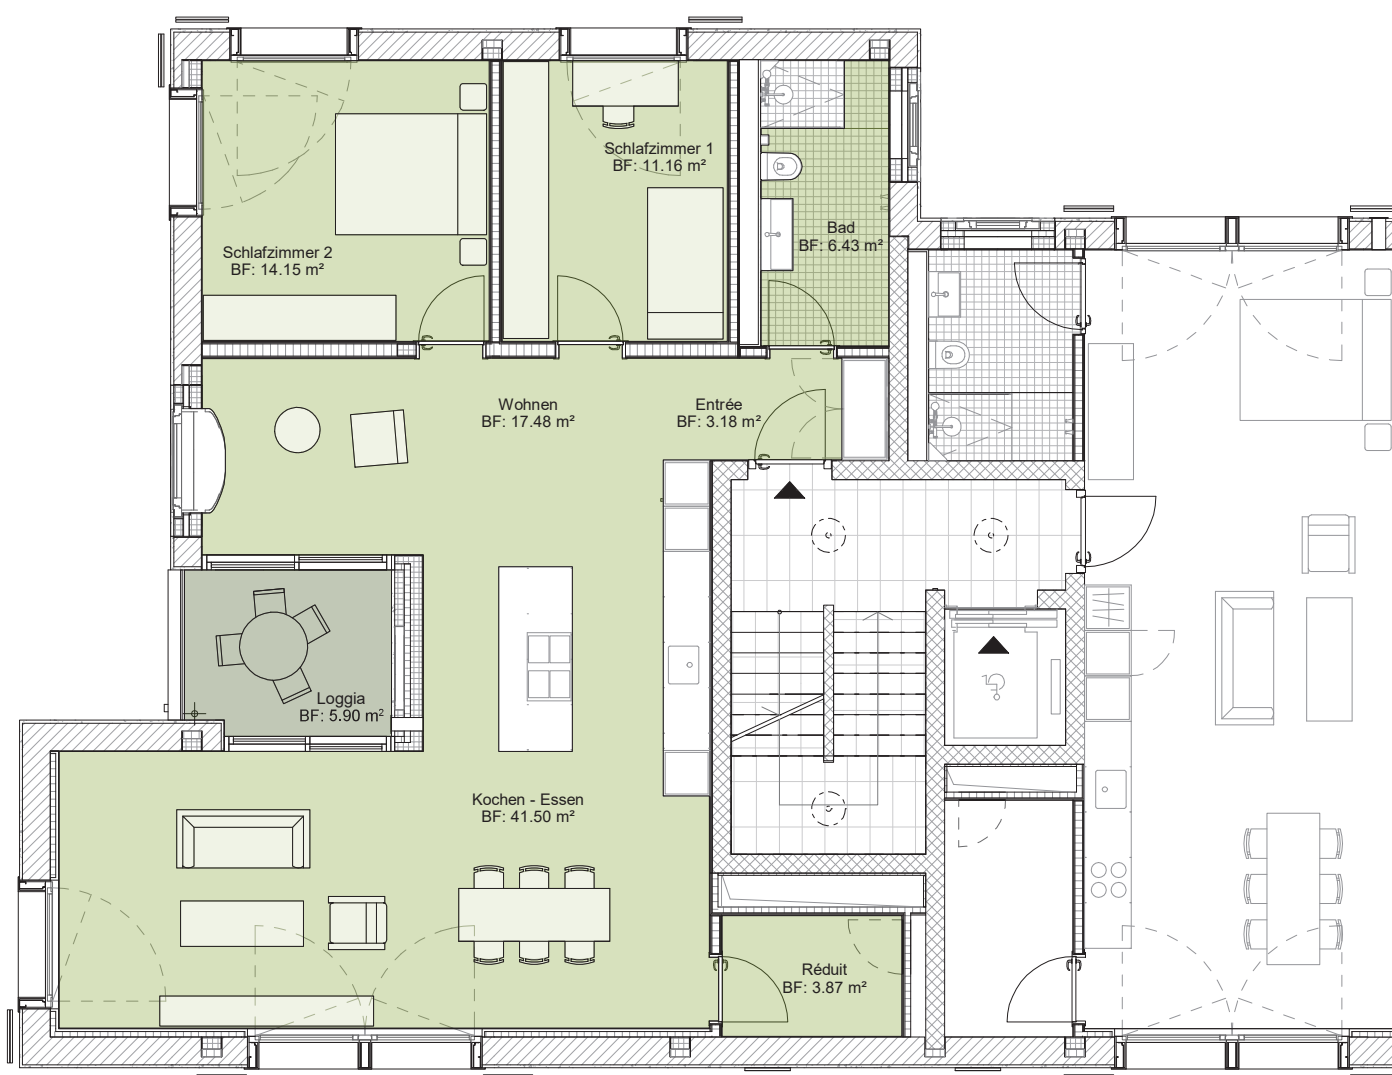 Schlafzimmer 1
BF: 11.16 m²
Schlafzimmer 2
BF: 14.15 m²
Bad
BF: 6.43 m²
Wohnen
BF: 17.48 m²
Entrée
BF: 3.18 m²
Loggia
BF: 5.90 m²
Kochen - Essen
BF: 41.50 m²
Réduit
BF: 3.87 m²